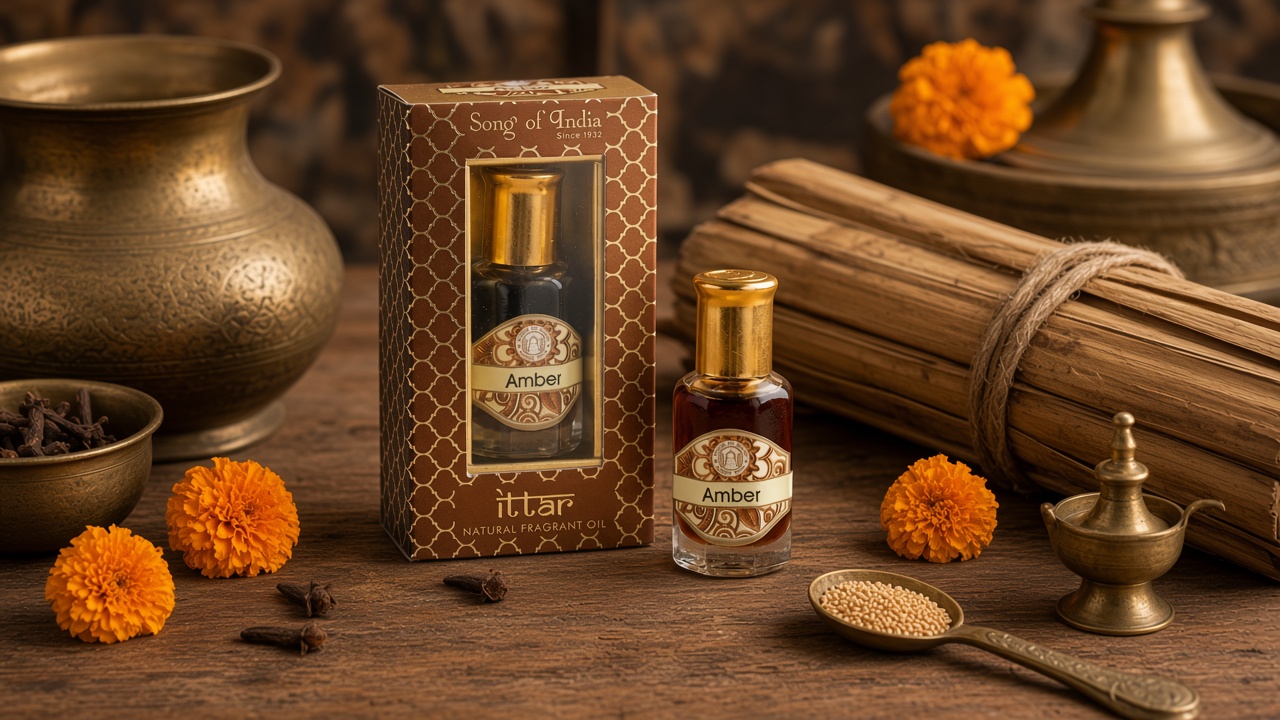 Song of India
Since 1932
Amber
ittar
NATURAL FRAGRANT OIL
Amber